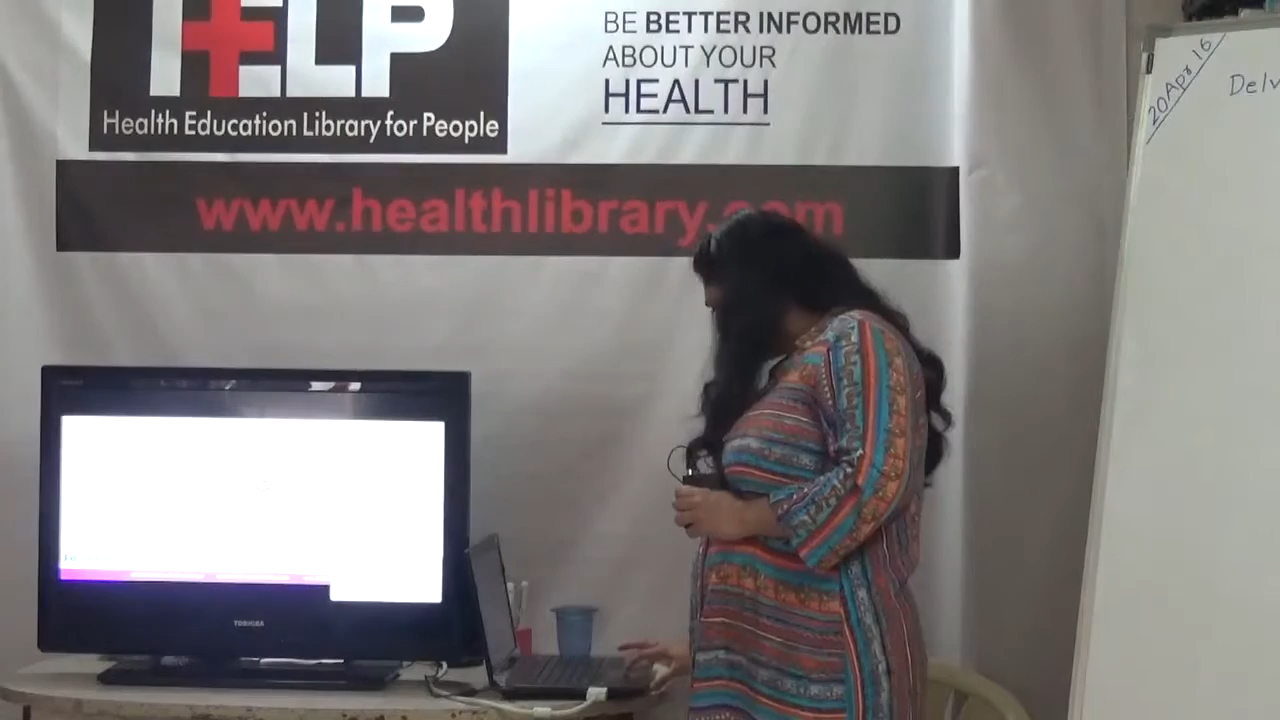 HELP
Health Education Library for People
BE BETTER INFORMED
ABOUT YOUR
HEALTH
www.healthlibrary.com
20 Apr 16
Delv
TOSHIBA